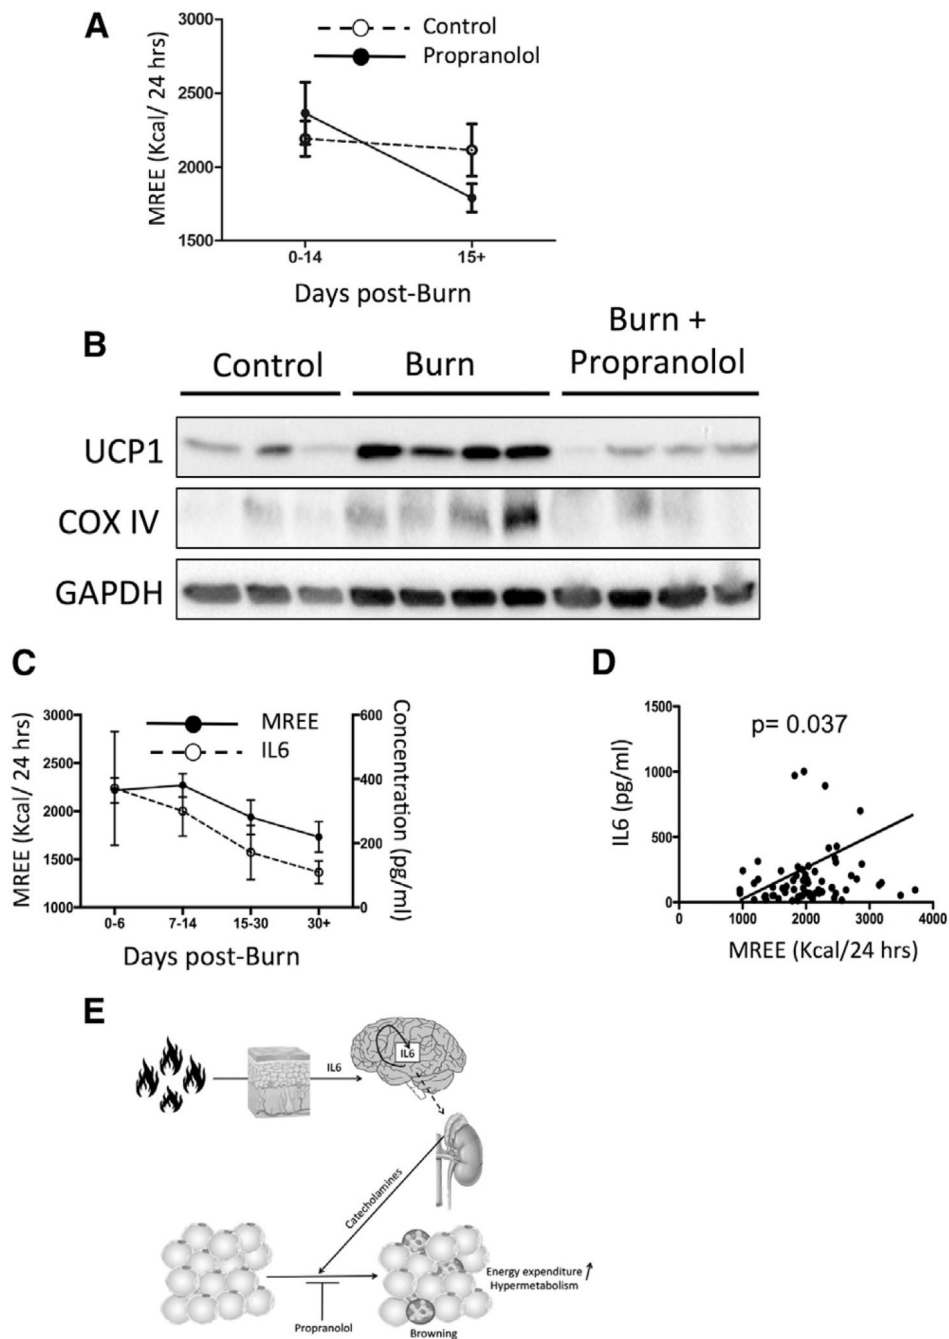 A
3000
2500
2000
1500
MREE (Kcal/ 24 hrs)
Control
Propranolol
0-14
15+
Days post-Burn
B
Control
Burn
Burn +
Propranolol
UCP1
COX IV
GAPDH
C
3000
2500
2000
1500
1000
MREE (Kcal/ 24 hrs)
MREE
IL6
600
400
200
0
Concentration (pg/ml)
0-6
7-14
15-30
30+
Days post-Burn
D
1500
1000
500
0
IL6 (pg/ml)
p= 0.037
0
1000
2000
3000
4000
MREE (Kcal/24 hrs)
E
IL6
IL6
Catecholamines
Energy expenditure
Hypermetabolism
Propranolol
Browning